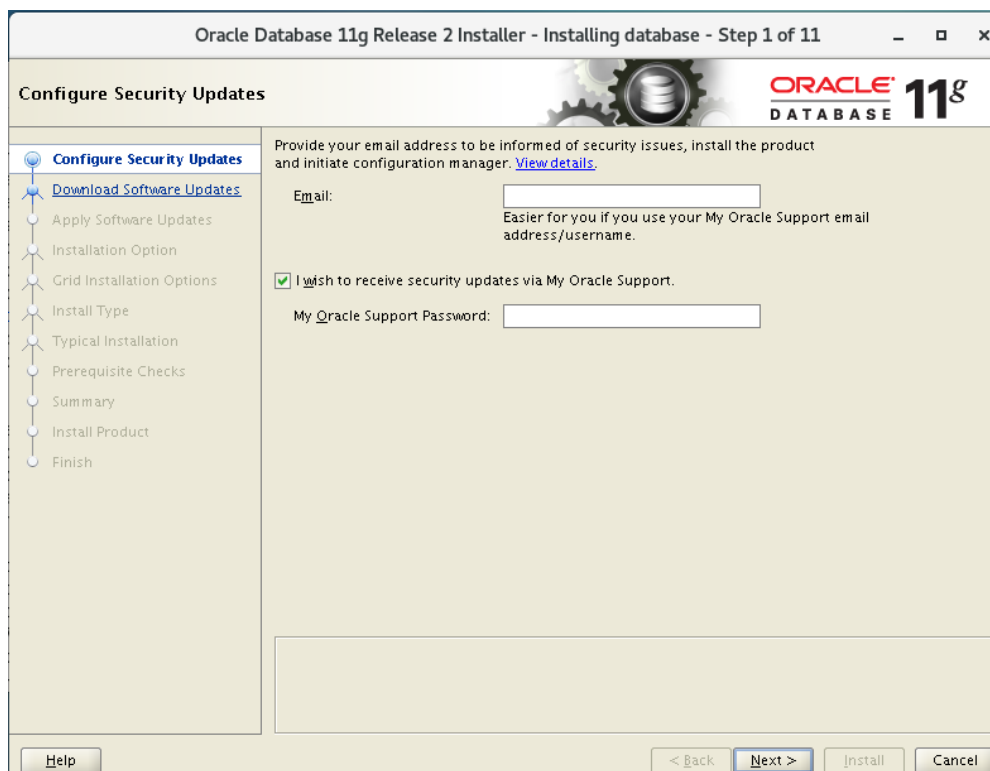 Oracle Database 11g Release 2 Installer - Installing database - Step 1 of 11
Configure Security Updates
ORACLE
DATABASE
11g
Configure Security Updates
Download Software Updates
Apply Software Updates
Installation Option
Grid Installation Options
Install Type
Typical Installation
Prerequisite Checks
Summary
Install Product
Finish
Provide your email address to be informed of security issues, install the product
and initiate configuration manager. View details.
Email:
Easier for you if you use your My Oracle Support email
address/username.
I wish to receive security updates via My Oracle Support.
My Oracle Support Password:
Help
< Back
Next >
Install
Cancel